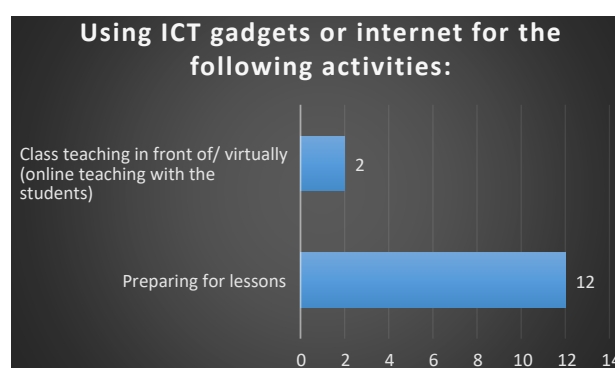 Using ICT gadgets or internet for the
following activities:
Class teaching in front of/ virtually
(online teaching with the
students)
2
Preparing for lessons
12
0 2 4 6 8 10 12 14